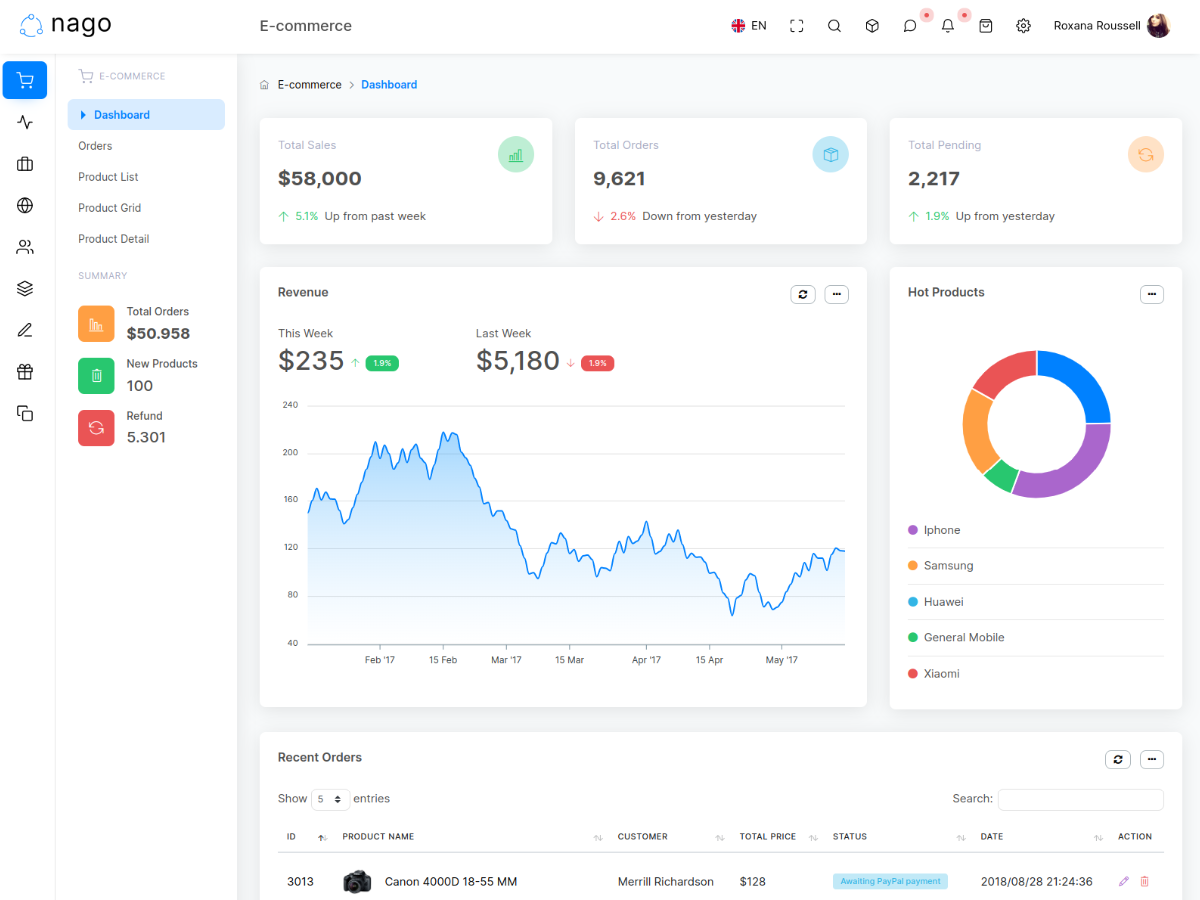 nago
E-commerce
EN
Roxana Roussell
E-COMMERCE
Dashboard
Orders
Product List
Product Grid
Product Detail
SUMMARY
Total Orders
$50.958
New Products
100
Refund
5.301
E-commerce > Dashboard
Total Sales
$58,000
5.1% Up from past week
Total Orders
9,621
2.6% Down from yesterday
Total Pending
2,217
1.9% Up from yesterday
Revenue
This Week
$235 1.9%
Last Week
$5,180 1.9%
240
200
160
120
80
40
Feb '17 15 Feb Mar '17 15 Mar Apr '17 15 Apr May '17
Hot Products
Iphone
Samsung
Huawei
General Mobile
Xiaomi
Recent Orders
Show 5 entries
Search:
ID PRODUCT NAME CUSTOMER TOTAL PRICE STATUS DATE ACTION
3013 Canon 4000D 18-55 MM Merrill Richardson $128 Awaiting PayPal payment 2018/08/28 21:24:36